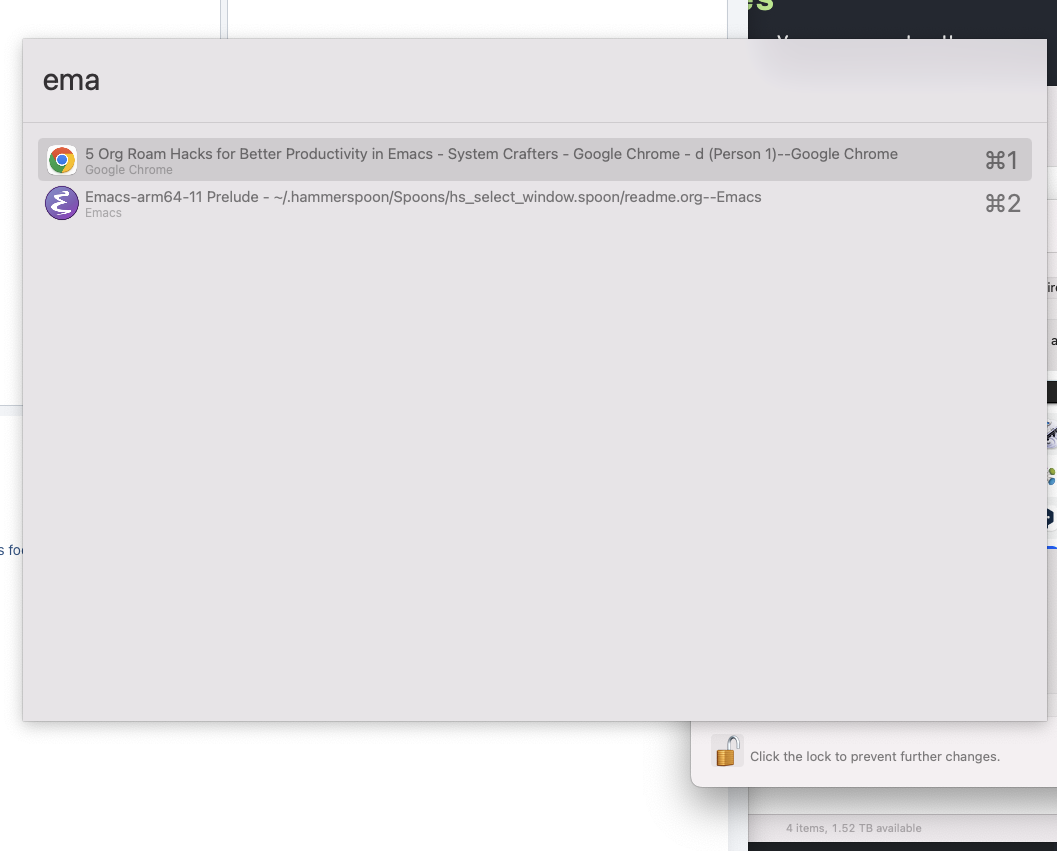 es
ema
5 Org Roam Hacks for Better Productivity in Emacs - System Crafters - Google Chrome - d (Person 1)--Google Chrome
Google Chrome
⌘1
Emacs-arm64-11 Prelude - ~/.hammerspoon/Spoons/hs_select_window.spoon/readme.org--Emacs
Emacs
⌘2
a
Click the lock to prevent further changes.
4 items, 1.52 TB available